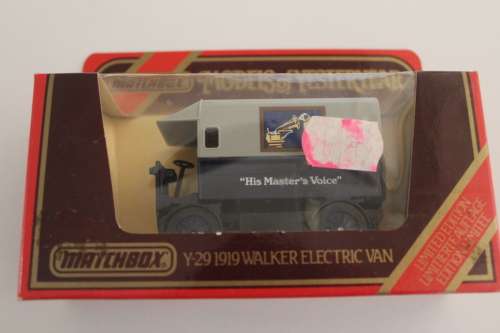 MATCHBOX
MODELS of YESTERYEAR
"His Master's Voice"
MATCHBOX
Y-29 1919 WALKER ELECTRIC VAN
LIMITED EDITION